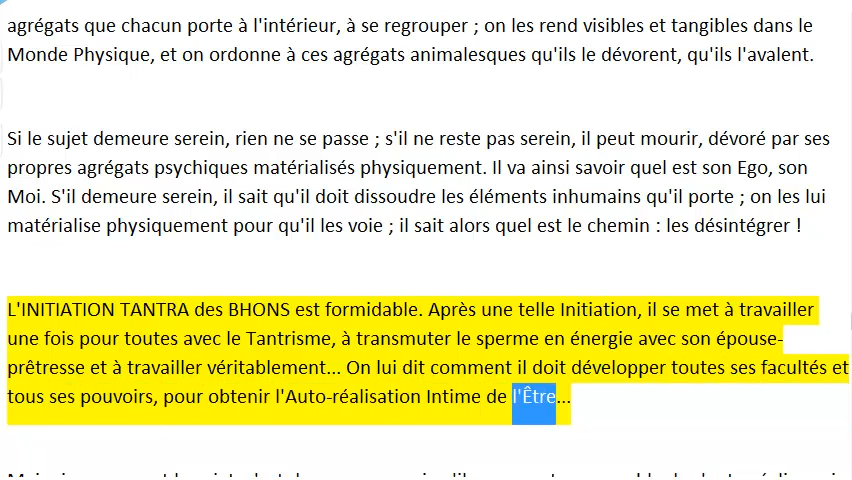 agrégats que chacun porte à l'intérieur, à se regrouper ; on les rend visibles et tangibles dans le
Monde Physique, et on ordonne à ces agrégats animalesques qu'ils le dévorent, qu'ils l'avalent.
Si le sujet demeure serein, rien ne se passe ; s'il ne reste pas serein, il peut mourir, dévoré par ses
propres agrégats psychiques matérialisés physiquement. Il va ainsi savoir quel est son Ego, son
Moi. S'il demeure serein, il sait qu'il doit dissoudre les éléments inhumains qu'il porte ; on les lui
matérialise physiquement pour qu'il les voie ; il sait alors quel est le chemin : les désintégrer !
L'INITIATION TANTRA des BHONS est formidable. Après une telle Initiation, il se met à travailler
une fois pour toutes avec le Tantrisme, à transmuter le sperme en énergie avec son épouse-
prêtresse et à travailler véritablement... On lui dit comment il doit développer toutes ses facultés et
tous ses pouvoirs, pour obtenir l'Auto-réalisation Intime de l'Être...